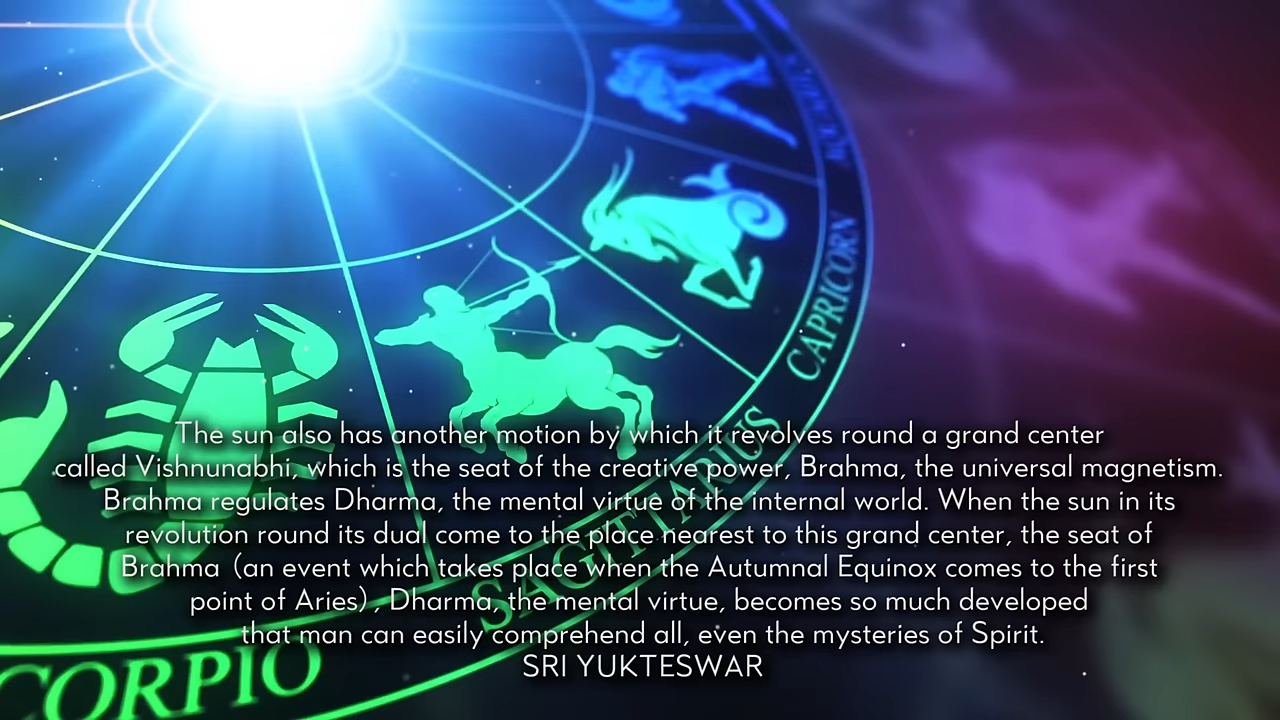 CAPRICORN
SAGITTARIUS
CORPIO
The sun also has another motion by which it revolves round a grand center
called Vishnunabhi, which is the seat of the creative power, Brahma, the universal magnetism.
Brahma regulates Dharma, the mental virtue of the internal world. When the sun in its
revolution round its dual come to the place nearest to this grand center, the seat of
Brahma (an event which takes place when the Autumnal Equinox comes to the first
point of Aries), Dharma, the mental virtue, becomes so much developed
that man can easily comprehend all, even the mysteries of Spirit.
SRI YUKTESWAR